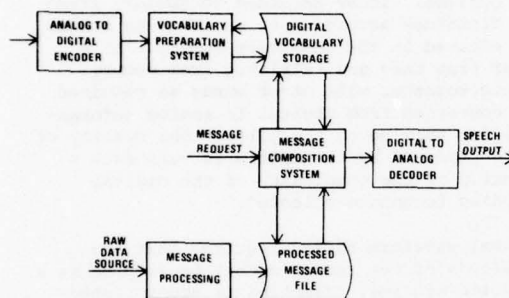 ANALOG TO
DIGITAL
ENCODER
VOCABULARY
PREPARATION
SYSTEM
DIGITAL
VOCABULARY
STORAGE
MESSAGE
REQUEST
MESSAGE
COMPOSITION
SYSTEM
DIGITAL TO
ANALOG
DECODER
SPEECH
OUTPUT
RAW
DATA
SOURCE
MESSAGE
PROCESSING
PROCESSED
MESSAGE
FILE